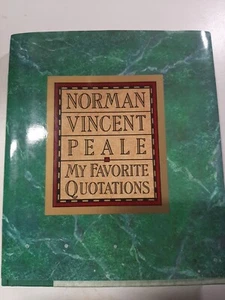 NORMAN
VINCENT
PEALE
MY FAVORITE
QUOTATIONS